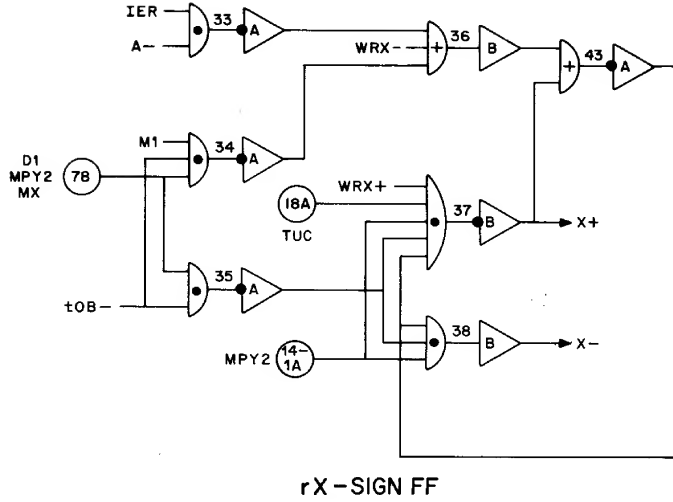 IER
33
A
A-
36
WRX-
B
43
A
M1
34
A
D1
MPY2
MX
78
WRX+
18A
TUC
37
B
X+
35
A
tOB-
MPY2
14-
1A
38
B
X-
rX-SIGN FF